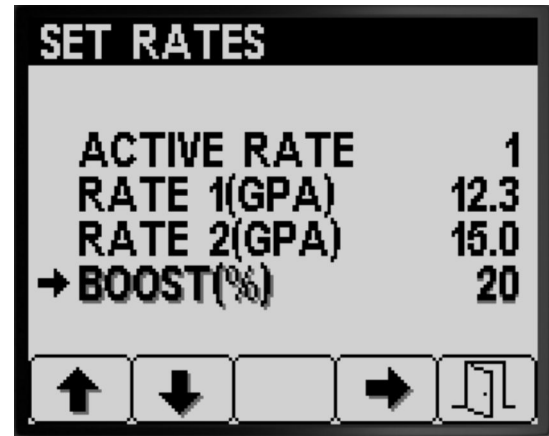 SET RATES
ACTIVE RATE 1
RATE 1(GPA) 12.3
RATE 2(GPA) 15.0
BOOST(%) 20